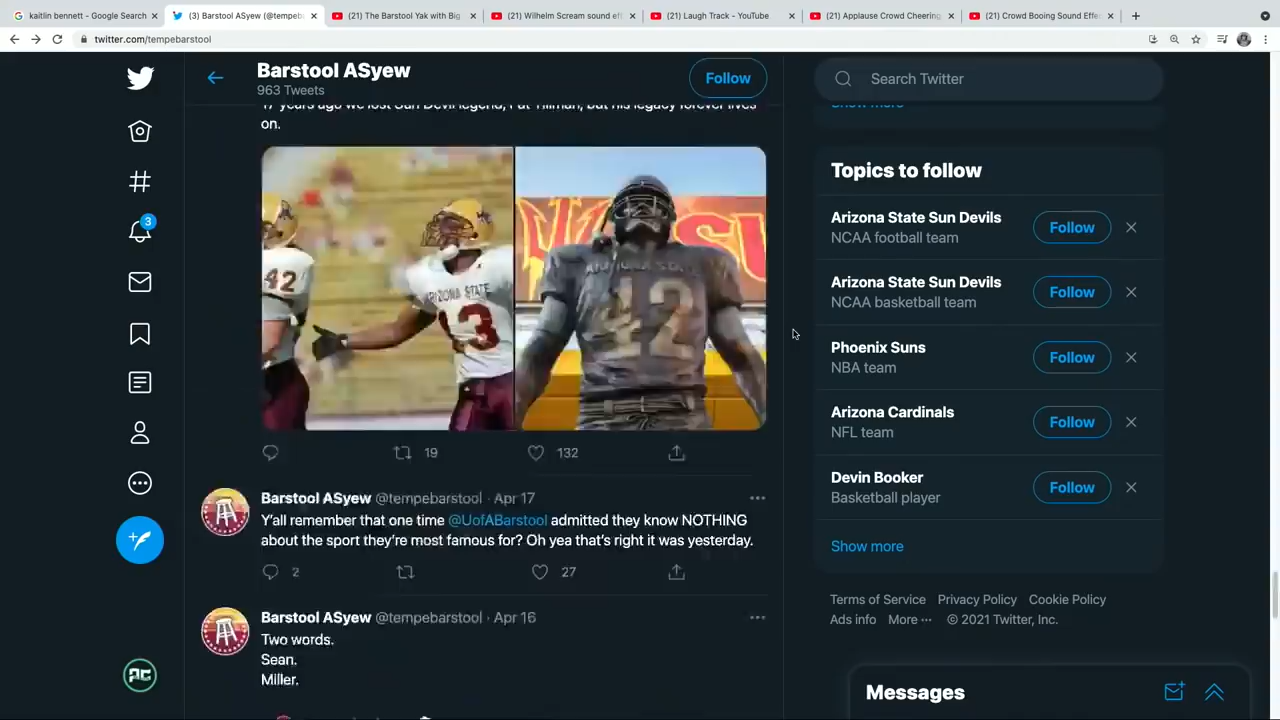 kaitlin bennett - Google Search
(3) Barstool ASyew (@tempeb
(21) The Barstool Yak with Big
(21) Wilhelm Scream sound ef
(21) Laugh Track - YouTube
(21) Applause Crowd Cheering
(21) Crowd Booing Sound Effe
twitter.com/tempebarstool
Barstool ASyew
963 Tweets
Follow
Search Twitter
Show more
17 years ago we lost Sun Devil legend, Pat Tillman, but his legacy forever lives
on.
42
ARIZONA STATE
13
ARIZONA STATE
42
19
132
Barstool ASyew @tempebarstool · Apr 17
Y'all remember that one time @UofABarstool admitted they know NOTHING
about the sport they're most famous for? Oh yea that's right it was yesterday.
2
27
Barstool ASyew @tempebarstool · Apr 16
Two words.
Sean.
Miller.
3
Topics to follow
Arizona State Sun Devils
NCAA football team
Follow
Arizona State Sun Devils
NCAA basketball team
Follow
Phoenix Suns
NBA team
Follow
Arizona Cardinals
NFL team
Follow
Devin Booker
Basketball player
Follow
Show more
Terms of Service Privacy Policy Cookie Policy
Ads info More ··· © 2021 Twitter, Inc.
Messages